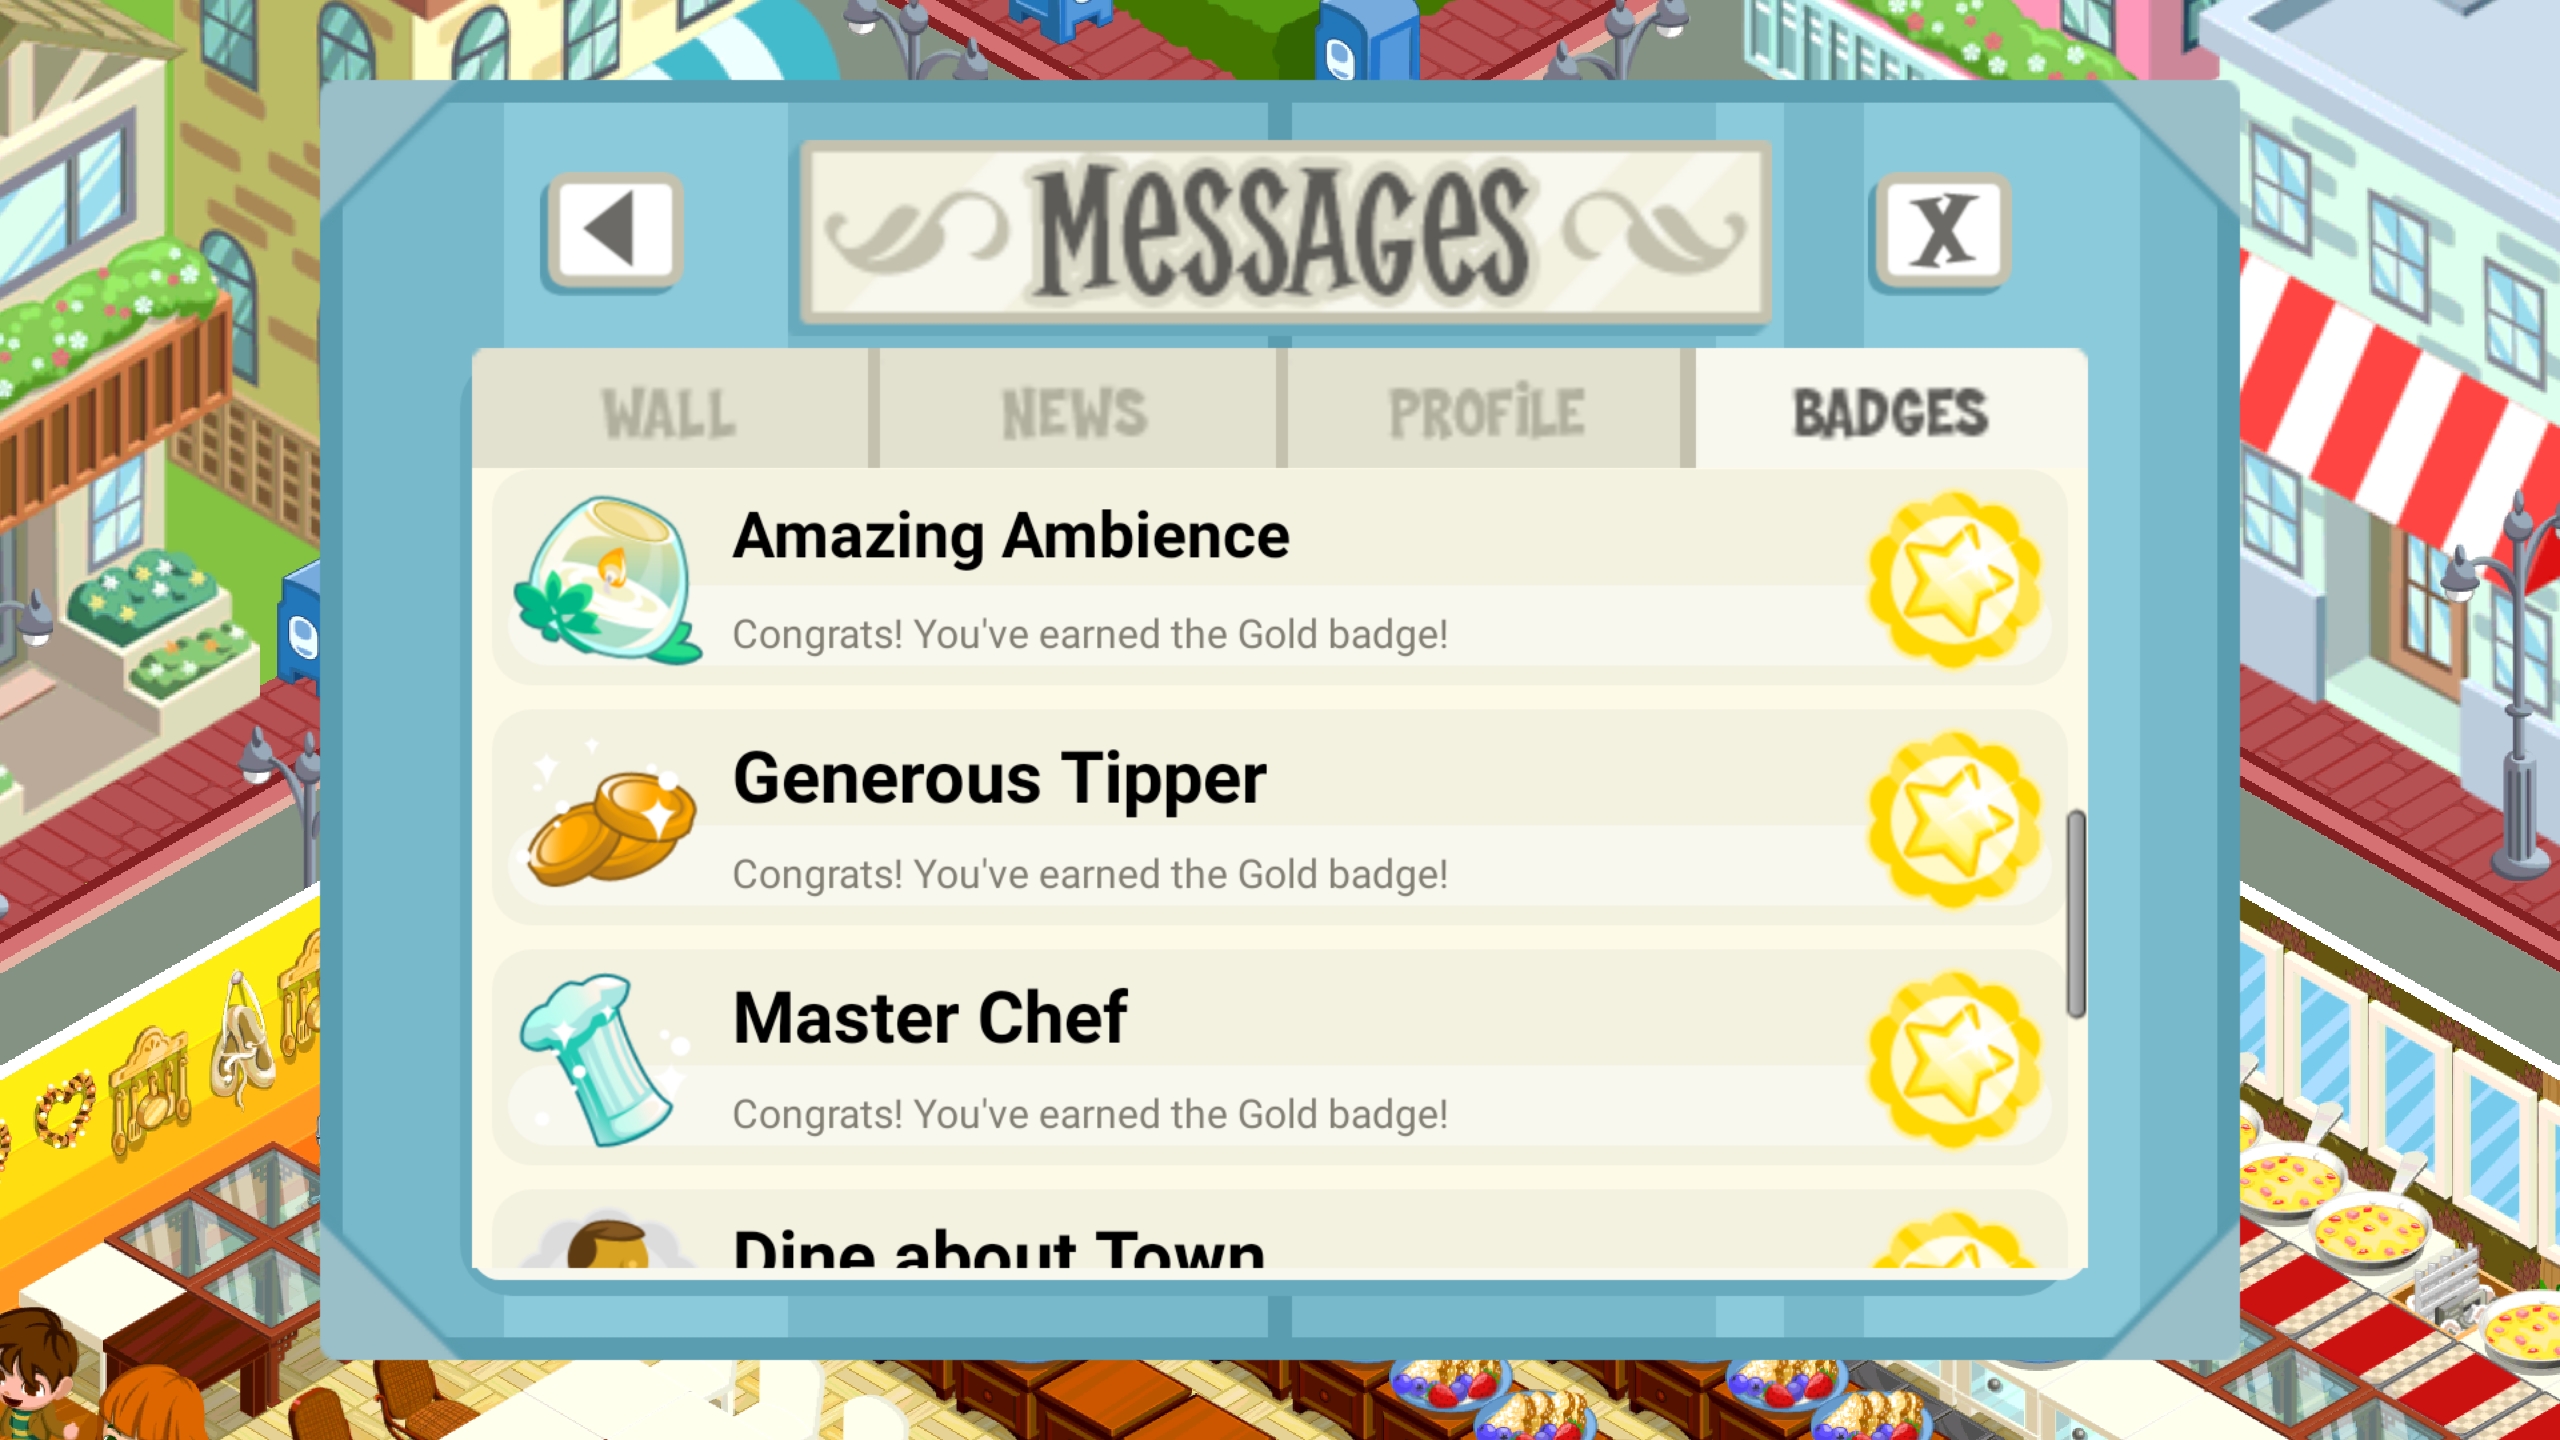 MESSAGES
X
WALL
NEWS
PROFILE
BADGES
Amazing Ambience
Congrats! You've earned the Gold badge!
Generous Tipper
Congrats! You've earned the Gold badge!
Master Chef
Congrats! You've earned the Gold badge!
Dine about Town